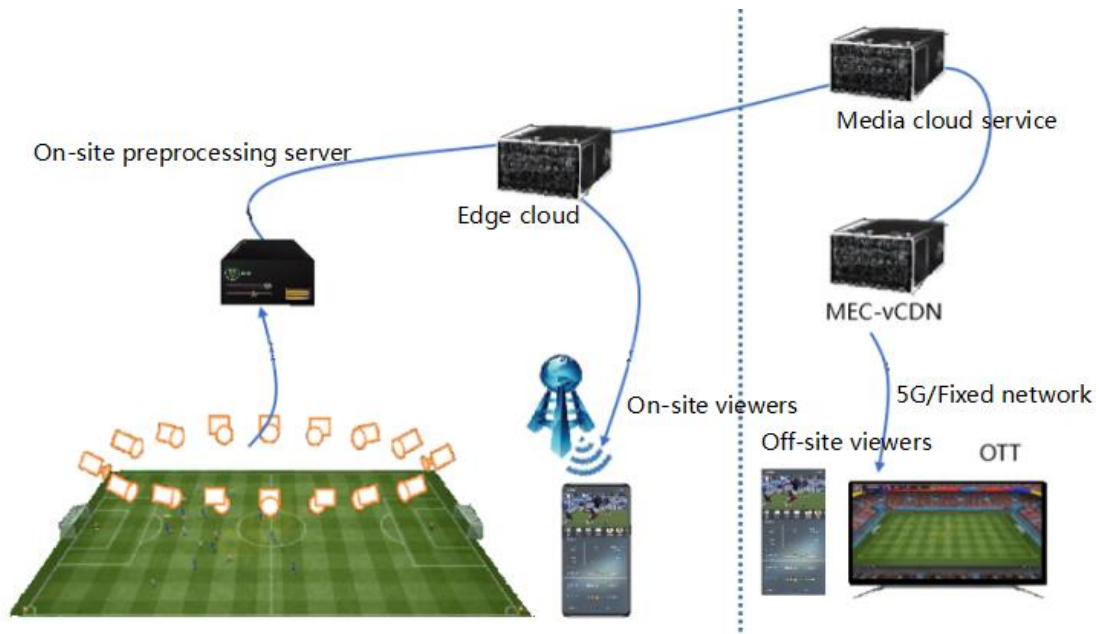 Media cloud service
On-site preprocessing server
Edge cloud
MEC-vCDN
5G/Fixed network
On-site viewers
Off-site viewers
OTT